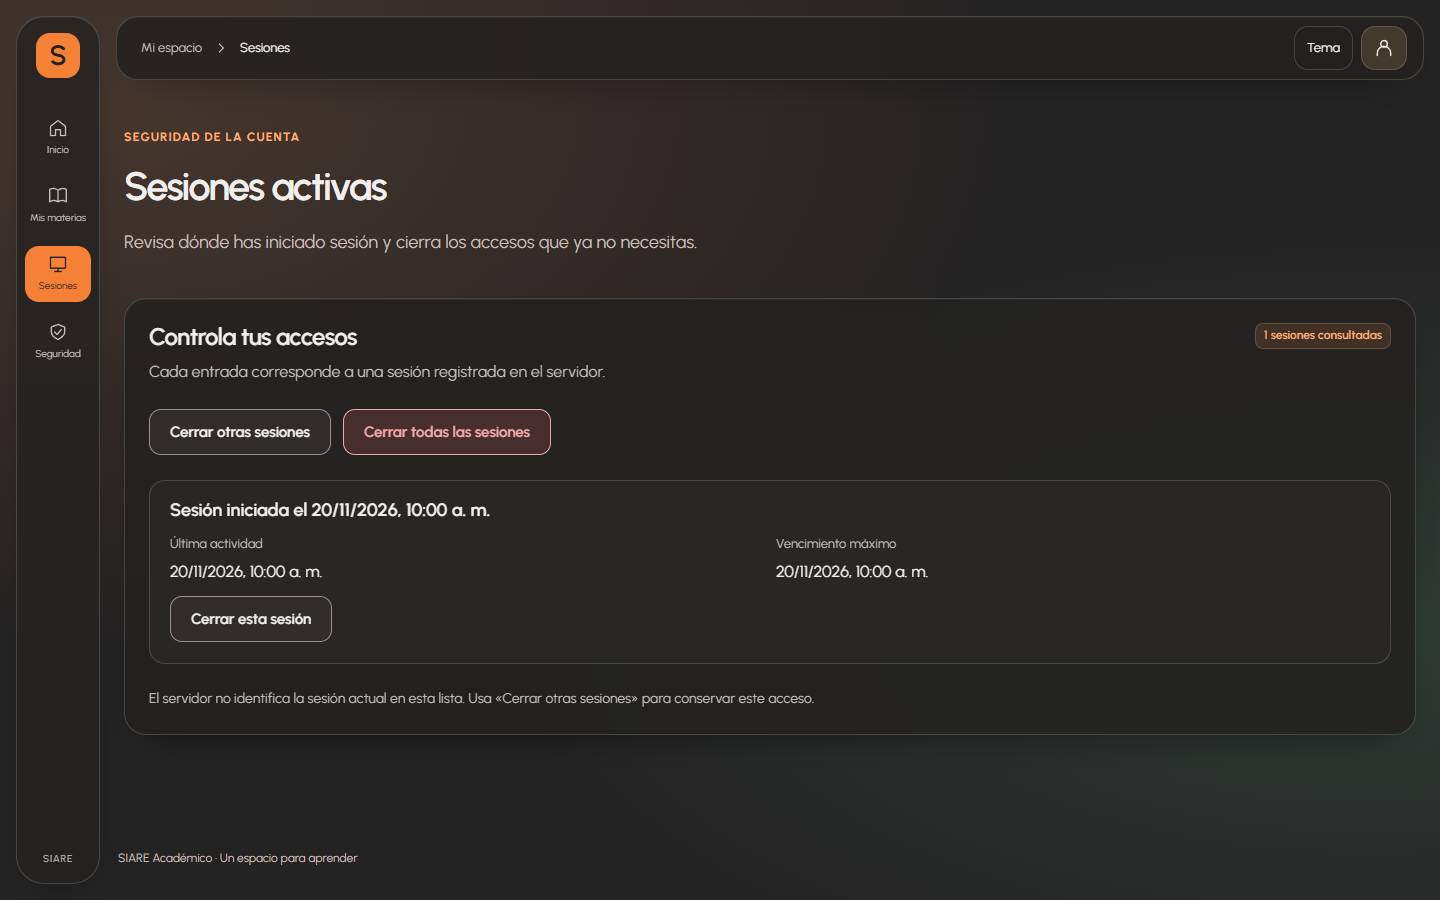 S
Mi espacio > Sesiones
Tema
Inicio
Mis materias
Sesiones
Seguridad
SIARE
SEGURIDAD DE LA CUENTA
Sesiones activas
Revisa dónde has iniciado sesión y cierra los accesos que ya no necesitas.
Controla tus accesos
1 sesiones consultadas
Cada entrada corresponde a una sesión registrada en el servidor.
Cerrar otras sesiones
Cerrar todas las sesiones
Sesión iniciada el 20/11/2026, 10:00 a. m.
Última actividad
20/11/2026, 10:00 a. m.
Vencimiento máximo
20/11/2026, 10:00 a. m.
Cerrar esta sesión
El servidor no identifica la sesión actual en esta lista. Usa «Cerrar otras sesiones» para conservar este acceso.
SIARE Académico · Un espacio para aprender